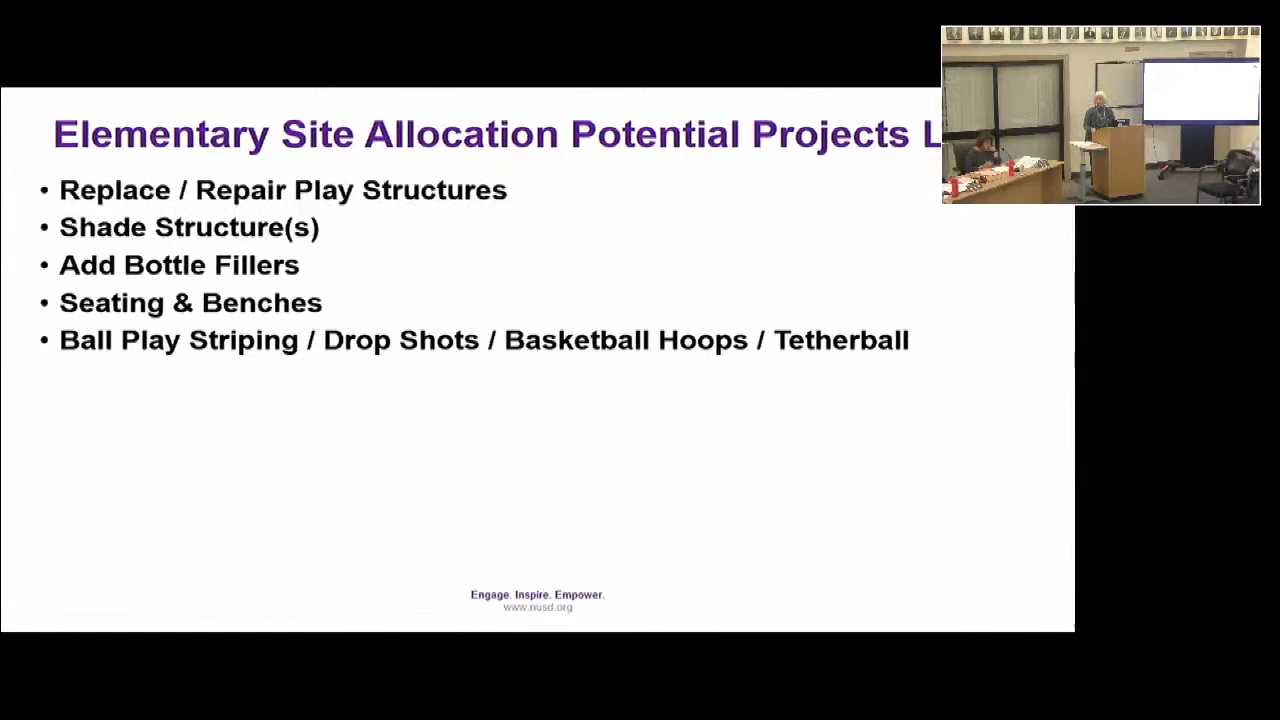 Elementary Site Allocation Potential Projects L
• Replace / Repair Play Structures
• Shade Structure(s)
• Add Bottle Fillers
• Seating & Benches
• Ball Play Striping / Drop Shots / Basketball Hoops / Tetherball
Engage. Inspire. Empower.
www.nusd.org